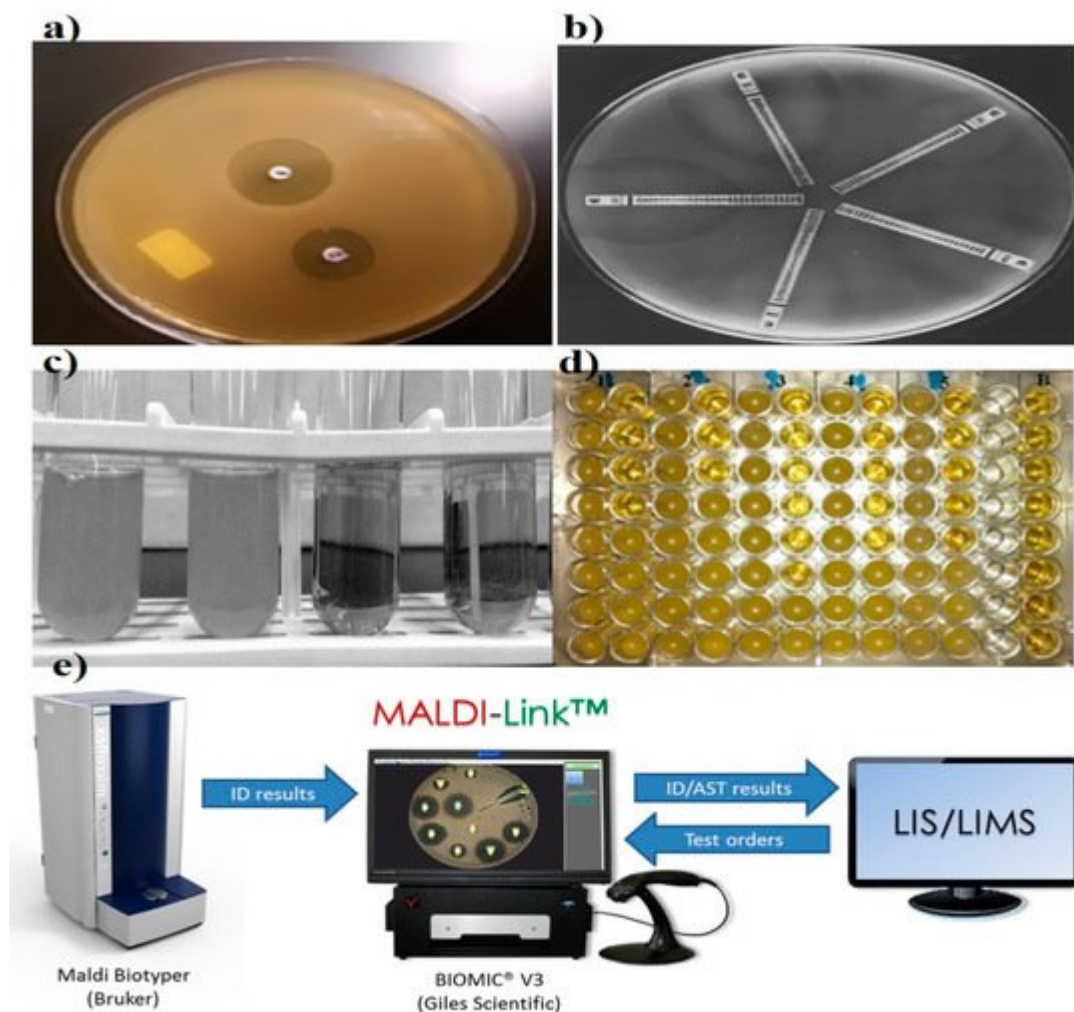 a)
b)
c)
d)
1 2 3 4 5 B
e)
MALDI-Link™
ID results
ID/AST results
Test orders
LIS/LIMS
Maldi Biotyper
(Bruker)
BIOMIC® V3
(Giles Scientific)